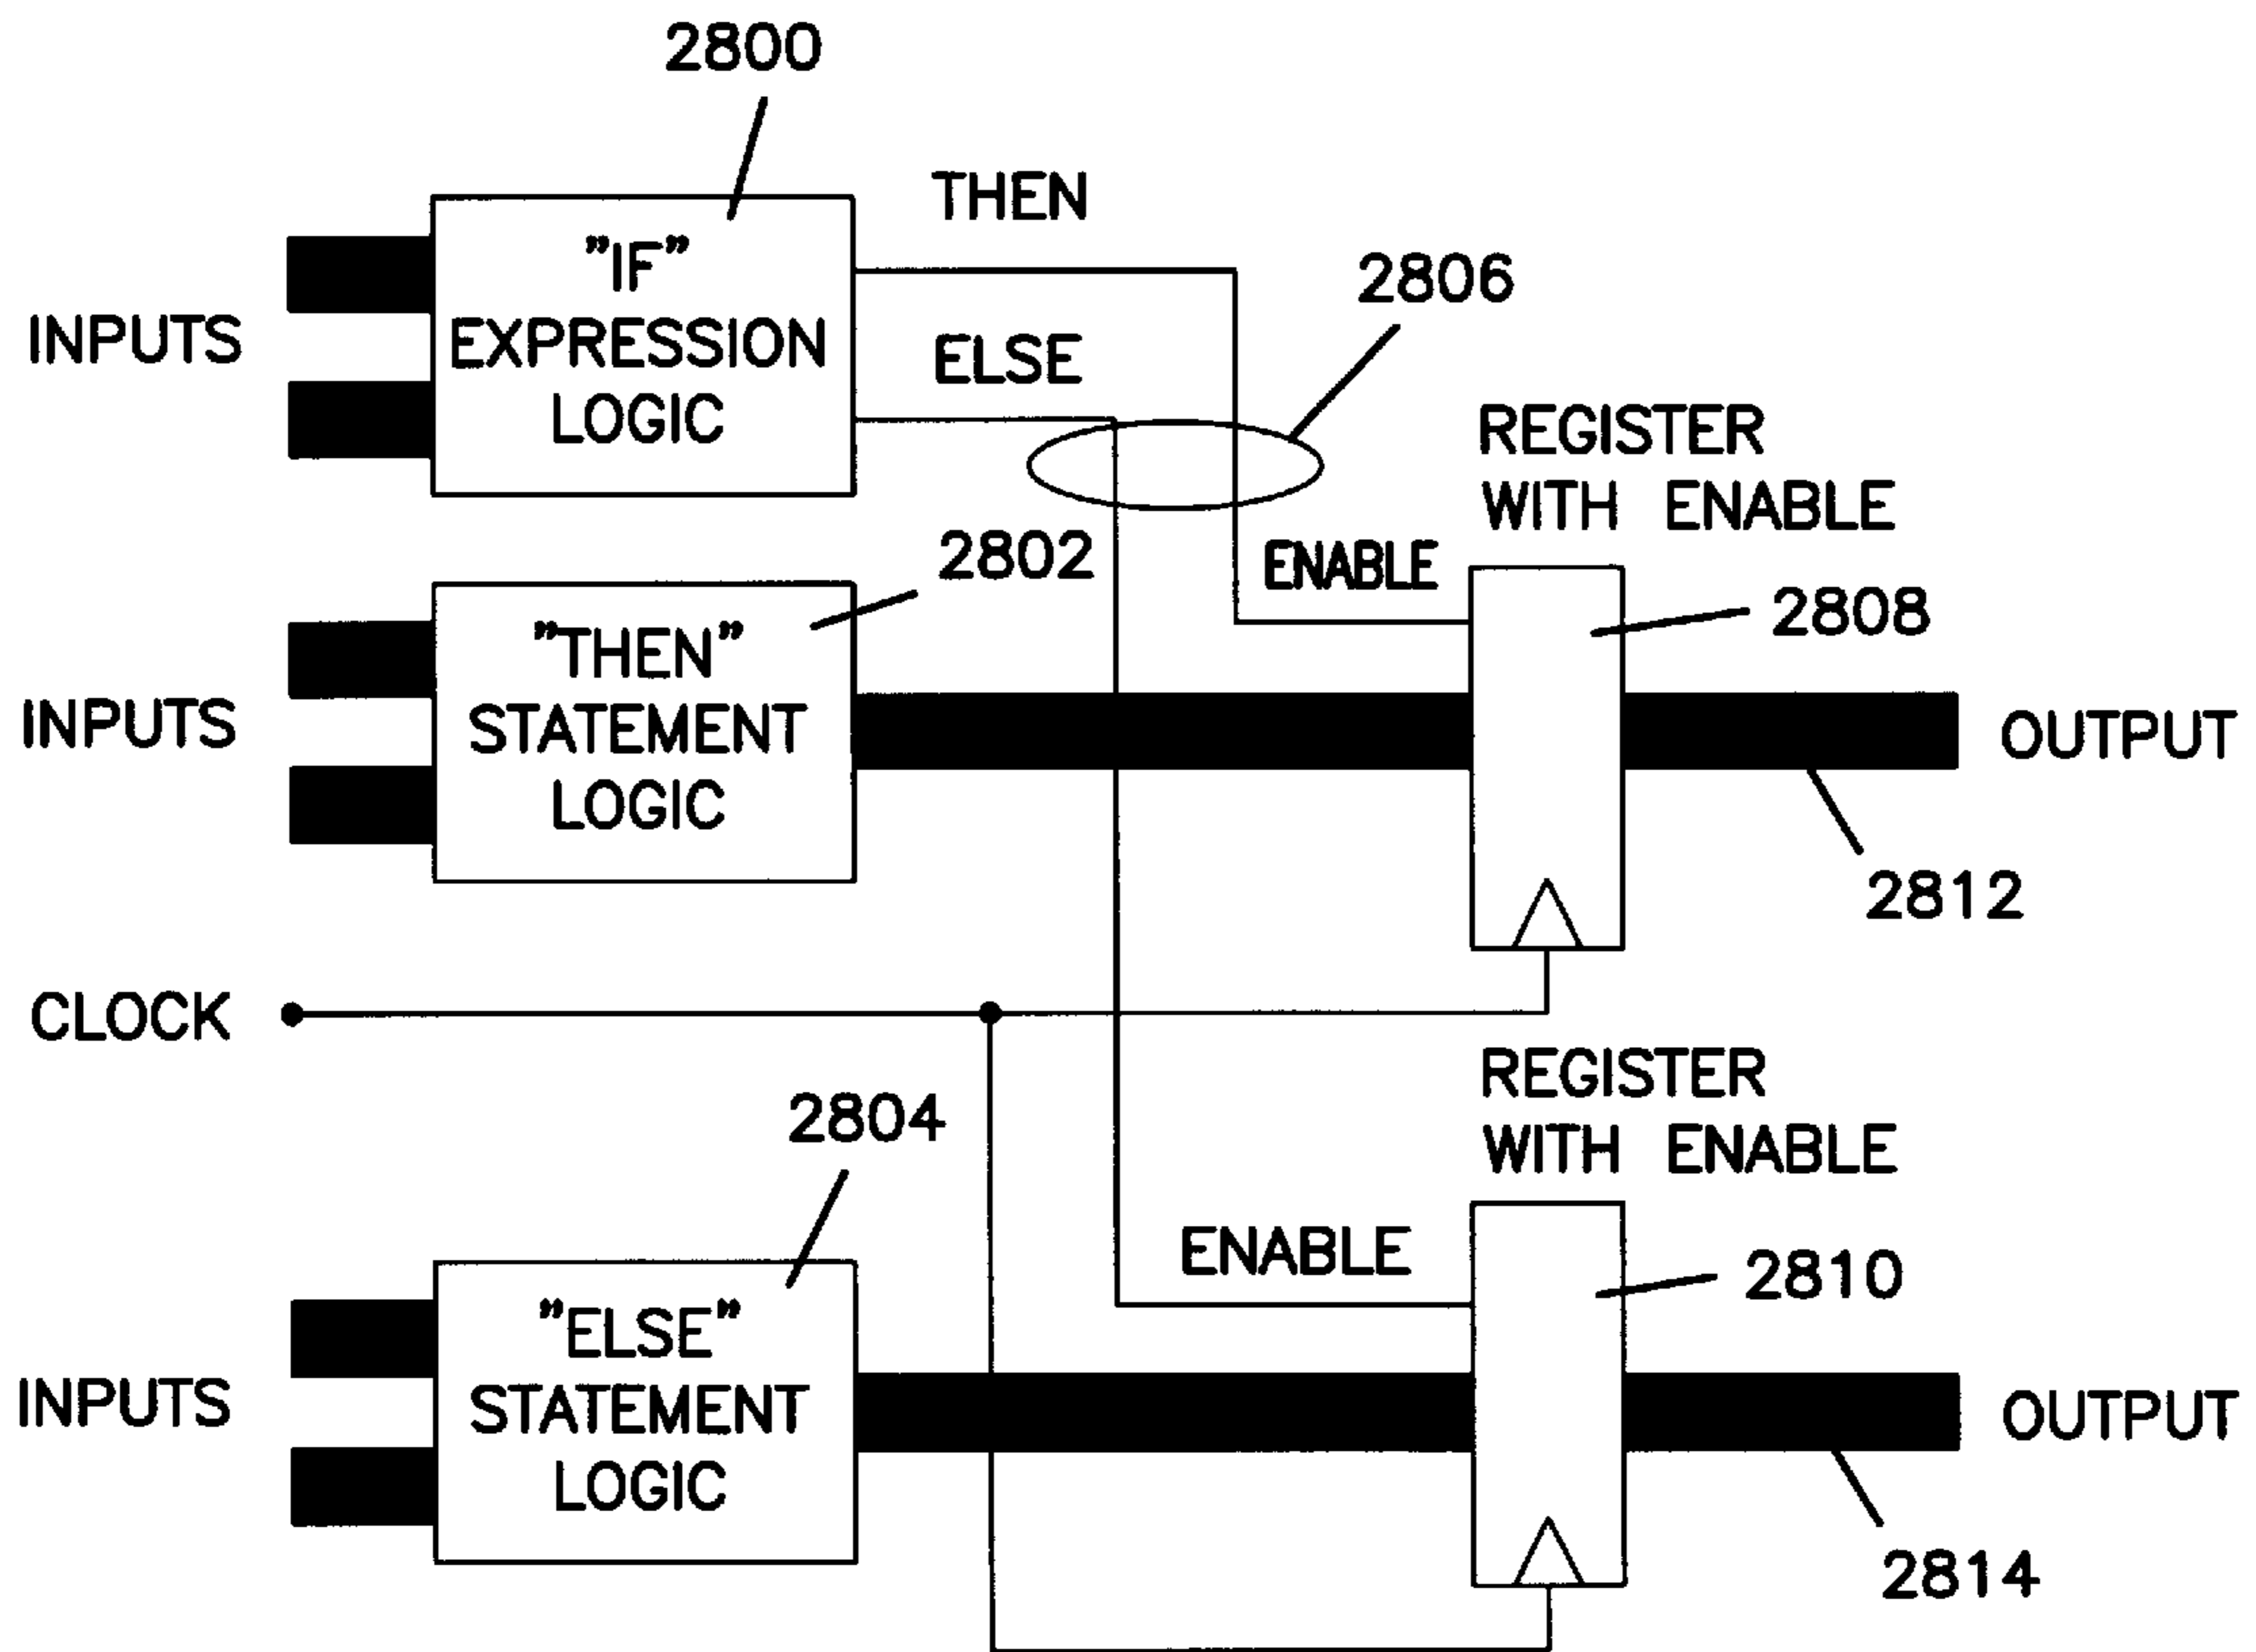 2800
THEN
"IF"
EXPRESSION
LOGIC
INPUTS
ELSE
2806
REGISTER
WITH ENABLE
2802
ENABLE
2808
"THEN"
STATEMENT
LOGIC
INPUTS
OUTPUT
2812
CLOCK
REGISTER
WITH ENABLE
2804
ENABLE
2810
"ELSE"
STATEMENT
LOGIC
INPUTS
OUTPUT
2814